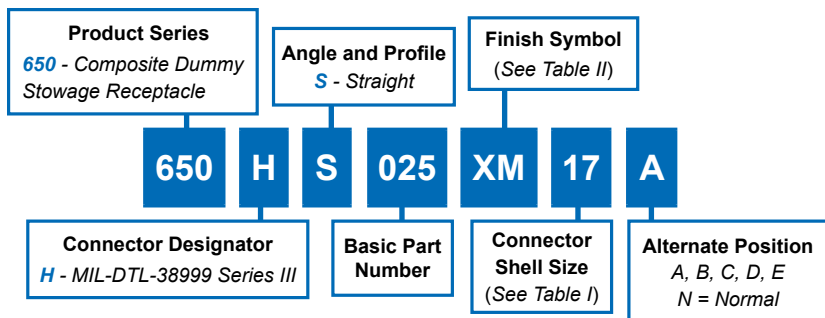 Product Series
650 - Composite Dummy
Stowage Receptacle
Angle and Profile
S - Straight
Finish Symbol
(See Table II)
650 H S 025 XM 17 A
Connector Designator
H - MIL-DTL-38999 Series III
Basic Part
Number
Connector
Shell Size
(See Table I)
Alternate Position
A, B, C, D, E
N = Normal